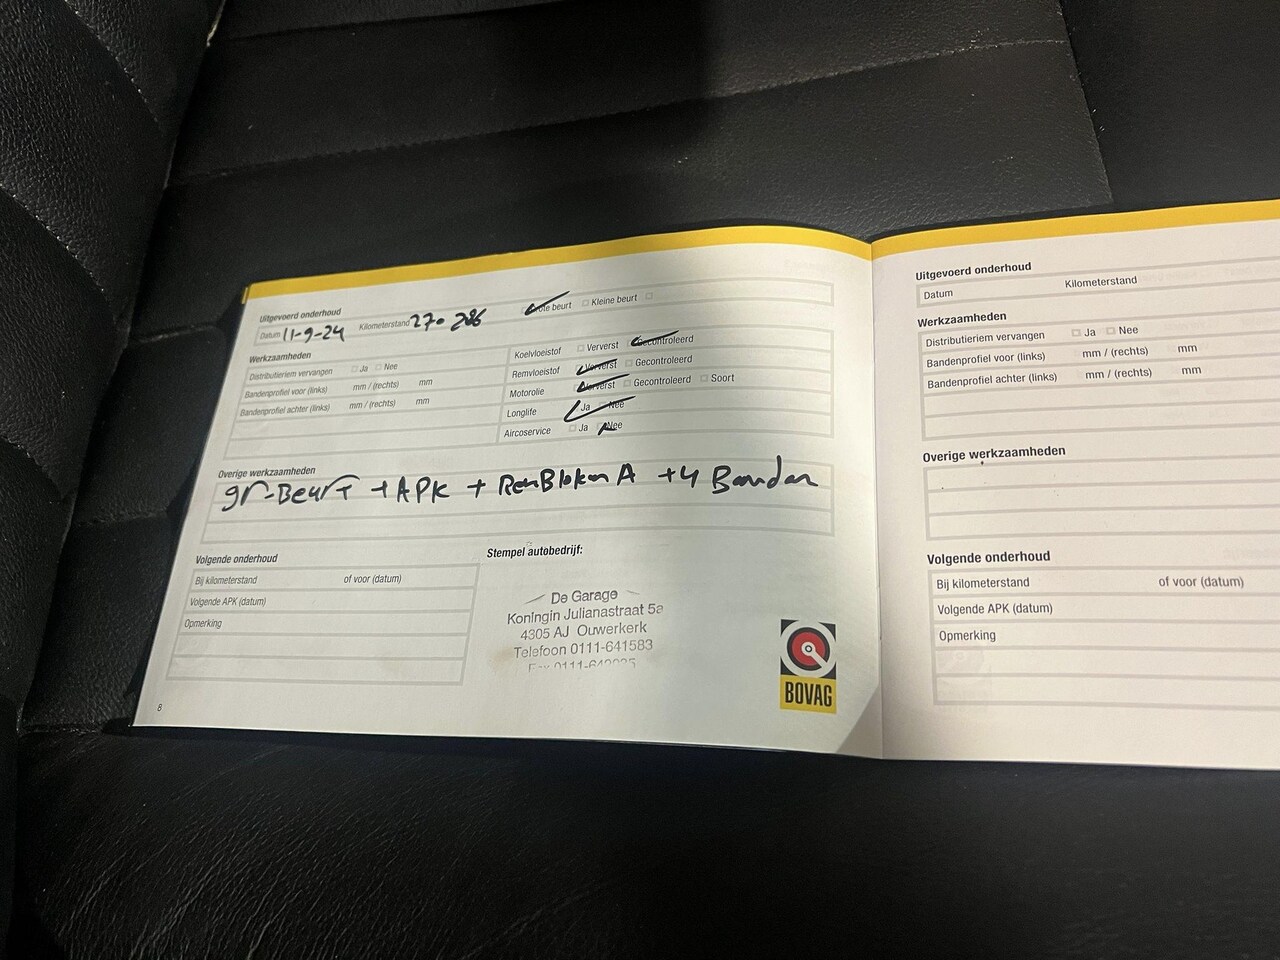 Uitgevoerd onderhoud
Datum 11-9-24 Kilometerstand 270 286 Grote beurt Kleine beurt
Werkzaamheden
Distributieriem vervangen Ja Nee
Bandenprofiel voor (links) mm / (rechts) mm
Bandenprofiel achter (links) mm / (rechts) mm
Koelvloeistof Ververst Gecontroleerd
Remvloeistof Ververst Gecontroleerd
Motorolie Ververst Gecontroleerd Soort
Longlife Ja Nee
Aircoservice Ja Nee
Overige werkzaamheden
gr-Beurt + APK + RemBloken A + 4 Banden
Volgende onderhoud
Bij kilometerstand of voor (datum)
Volgende APK (datum)
Opmerking
Stempel autobedrijf:
De Garage
Koningin Julianastraat 5a
4305 AJ Ouwerkerk
Telefoon 0111-641583
BOVAG
8
Uitgevoerd onderhoud
Datum Kilometerstand
Werkzaamheden
Distributieriem vervangen Ja Nee
Bandenprofiel voor (links) mm / (rechts) mm
Bandenprofiel achter (links) mm / (rechts) mm
Overige werkzaamheden
Volgende onderhoud
Bij kilometerstand of voor (datum)
Volgende APK (datum)
Opmerking